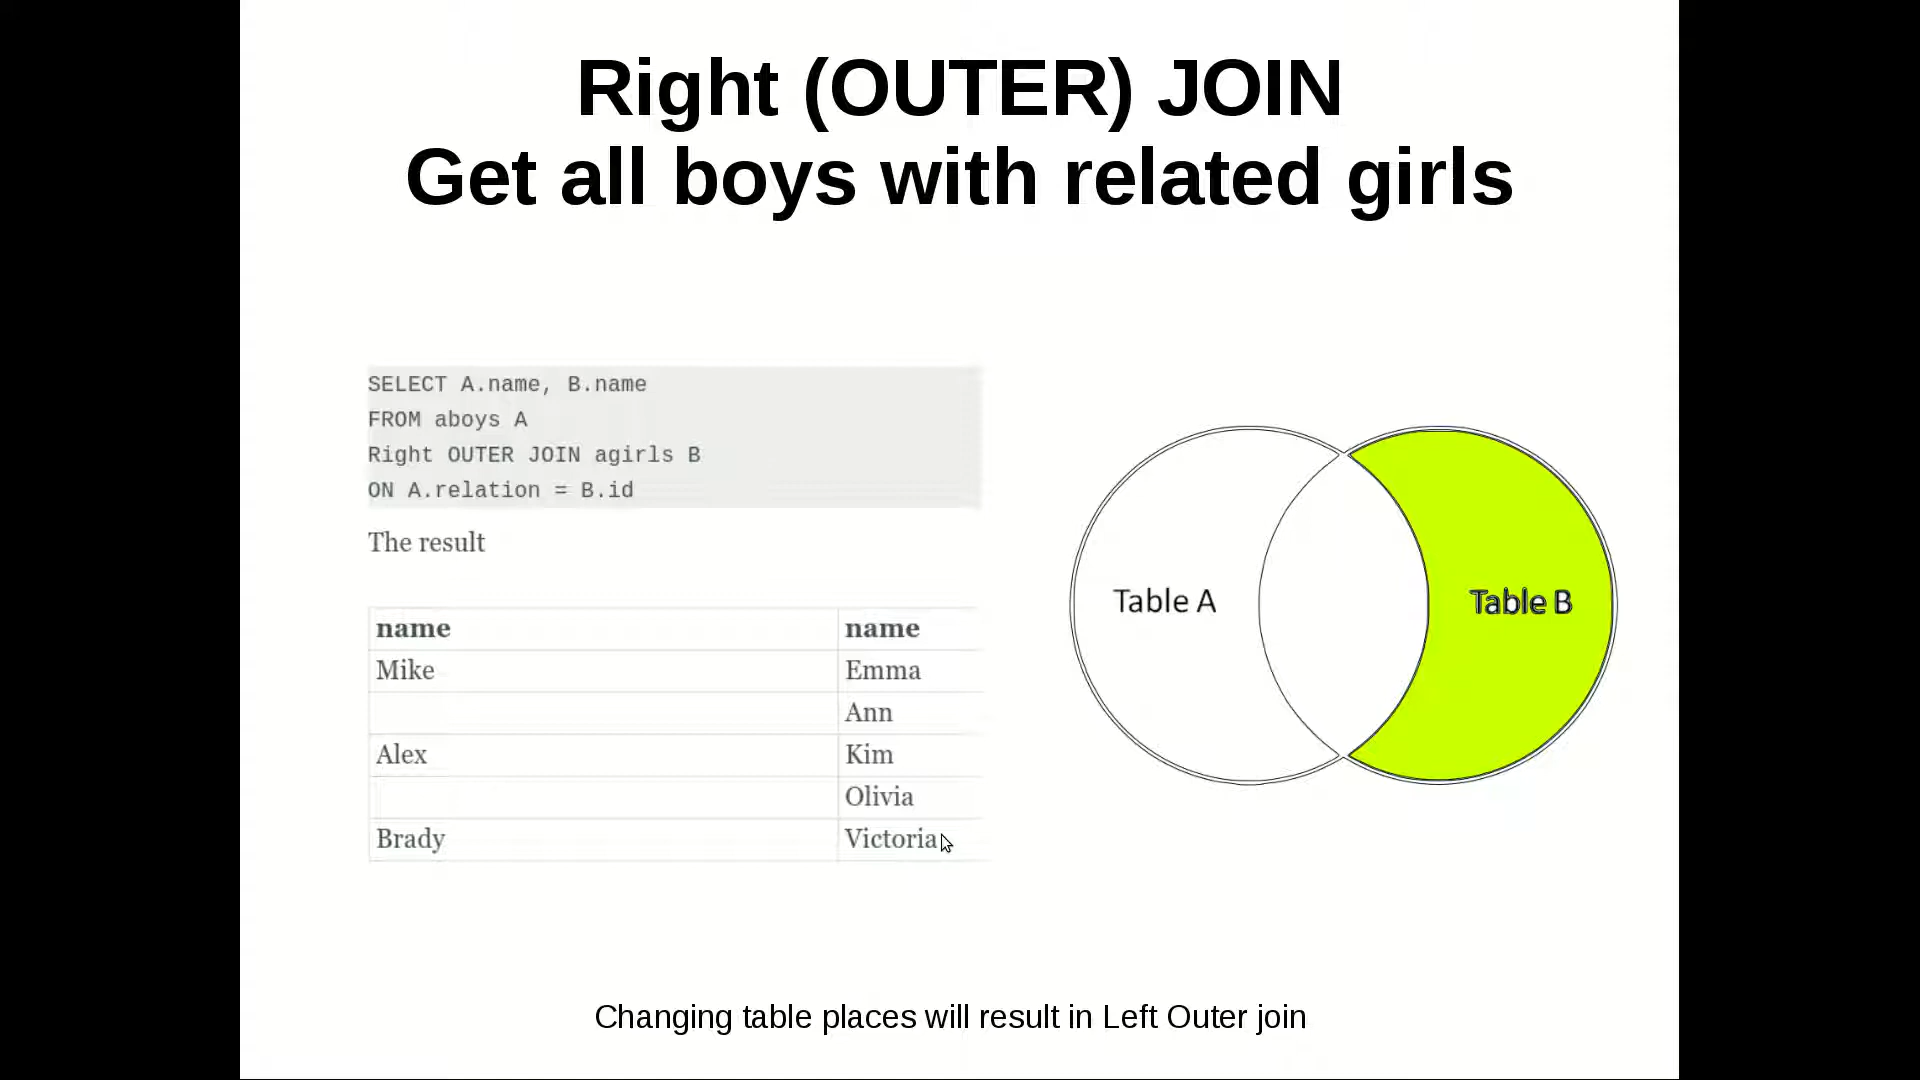 Right (OUTER) JOIN
Get all boys with related girls
SELECT A.name, B.name
FROM aboys A
Right OUTER JOIN agirls B
ON A.relation = B.id
The result
name name
Mike Emma
Ann
Alex Kim
Olivia
Brady Victoria
Table A Table B
Changing table places will result in Left Outer join